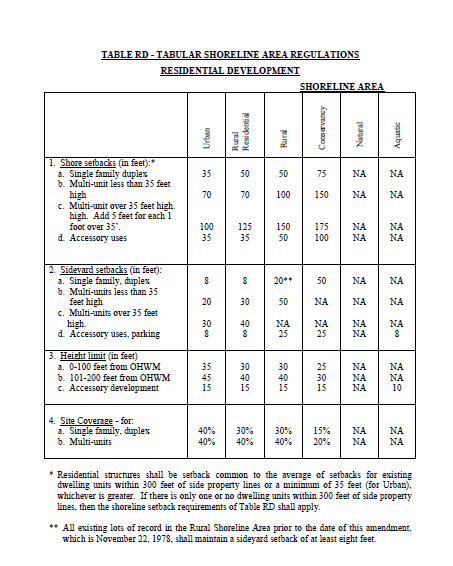 TABLE RD - TABULAR SHORELINE AREA REGULATIONS
RESIDENTIAL DEVELOPMENT
SHORELINE AREA
Urban Rural Residential Rural Conservancy Natural Aquatic
1. Shore setbacks (in feet):*
a. Single family duplex 35 50 50 75 NA NA
b. Multi-unit less than 35 feet
high 70 70 100 150 NA NA
c. Multi-unit over 35 feet high.
high. Add 5 feet for each 1
foot over 35'. 100 125 150 175 NA NA
d. Accessory uses 35 35 50 100 NA NA
2. Sideyard setbacks (in feet):
a. Single family, duplex 8 8 20** 50 NA NA
b. Multi-units less than 35
feet high 20 30 50 NA NA NA
c. Multi-units over 35 feet
high. 30 40 NA NA NA NA
d. Accessory uses, parking 8 8 25 25 NA 8
3. Height limit (in feet)
a. 0-100 feet from OHWM 35 30 30 25 NA NA
b. 101-200 feet from OHWM 45 40 40 30 NA NA
c. Accessory development 15 15 15 15 NA 10
4. Site Coverage - for:
a. Single family, duplex 40% 30% 30% 15% NA NA
b. Multi-units 40% 40% 40% 20% NA NA
* Residential structures shall be setback common to the average of setbacks for existing
dwelling units within 300 feet of side property lines or a minimum of 35 feet (for Urban),
whichever is greater. If there is only one or no dwelling units within 300 feet of side property
lines, then the shoreline setback requirements of Table RD shall apply.
** All existing lots of record in the Rural Shoreline Area prior to the date of this amendment,
which is November 22, 1978, shall maintain a sideyard setback of at least eight feet.